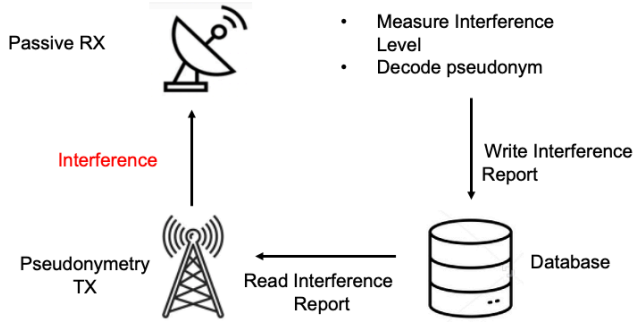 Passive RX
• Measure Interference
Level
• Decode pseudonym
Interference
Write Interference
Report
Pseudonymetry
TX
Read Interference
Report
Database